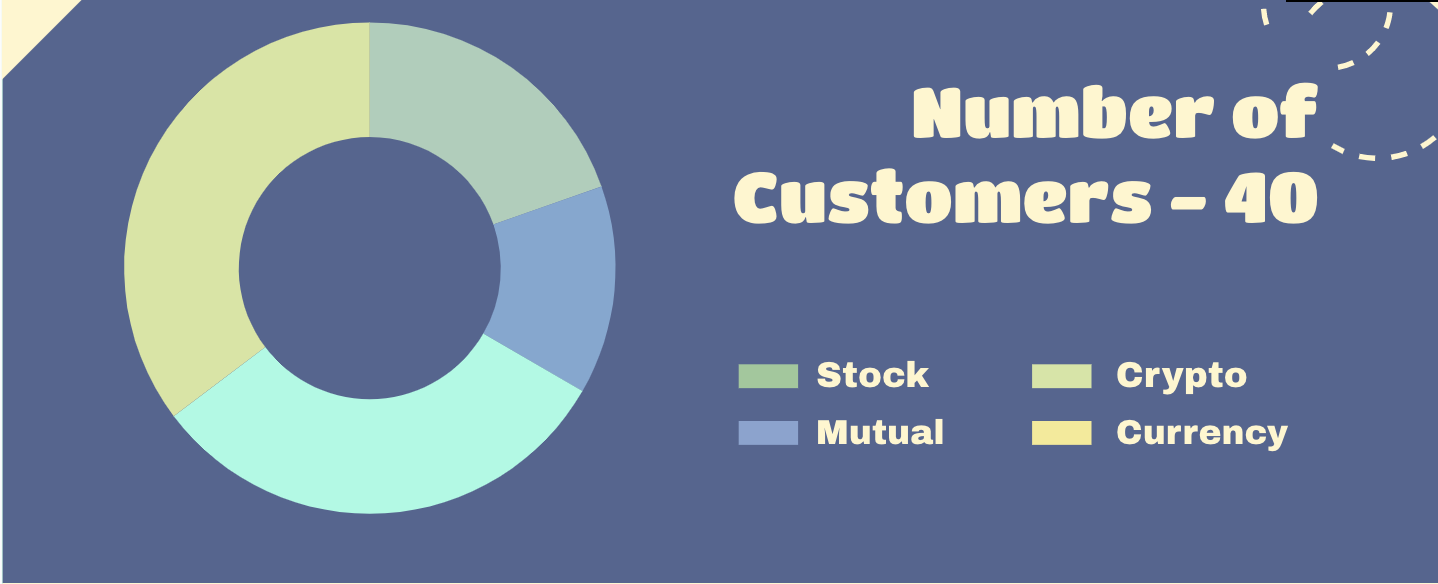 Number of
Customers – 40
Stock
Crypto
Mutual
Currency